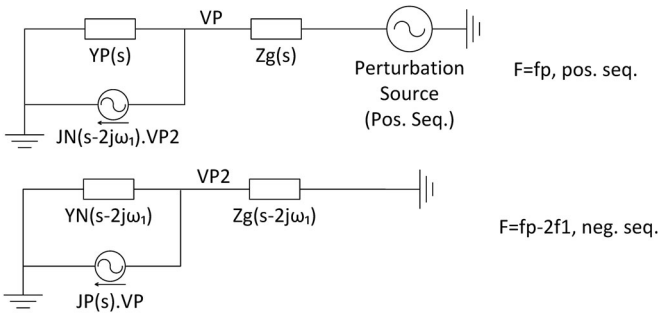 VP
YP(s)
Zg(s)
Perturbation
Source
(Pos. Seq.)
F=fp, pos. seq.
JN(s-2jω₁).VP2
VP2
YN(s-2jω₁)
Zg(s-2jω₁)
F=fp-2f1, neg. seq.
JP(s).VP